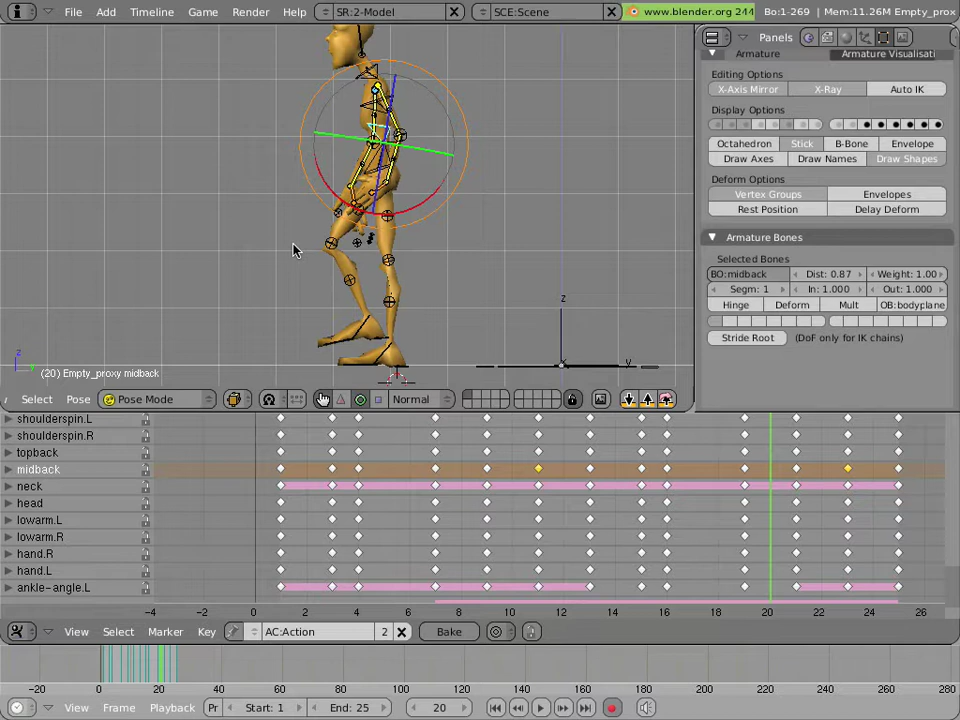 File Add Timeline Game Render Help SR:2-Model SCE:Scene www.blender.org 244 Bo:1-269 | Mem:11.26M Empty_prox
Panels
Armature Armature Visualisati
Editing Options
X-Axis Mirror X-Ray Auto IK
Display Options
Octahedron Stick B-Bone Envelope
Draw Axes Draw Names Draw Shapes
Deform Options
Vertex Groups Envelopes
Rest Position Delay Deform
Armature Bones
Selected Bones
BO:midback Dist: 0.87 Weight: 1.00
Segm: 1 In: 1.000 Out: 1.000
Hinge Deform Mult OB:bodyplane
Stride Root (DoF only for IK chains)
z
y
z
y
(20) Empty_proxy midback
Select Pose Pose Mode Normal
shoulderspin.L
shoulderspin.R
topback
midback
neck
head
lowarm.L
lowarm.R
hand.R
hand.L
ankle-angle.L
-4 -2 0 2 4 6 8 10 12 14 16 18 20 22 24 26
View Select Marker Key AC:Action 2 Bake
-20 0 20 40 60 80 100 120 140 160 180 200 220 240 260 280
View Frame Playback Pr Start: 1 End: 25 20